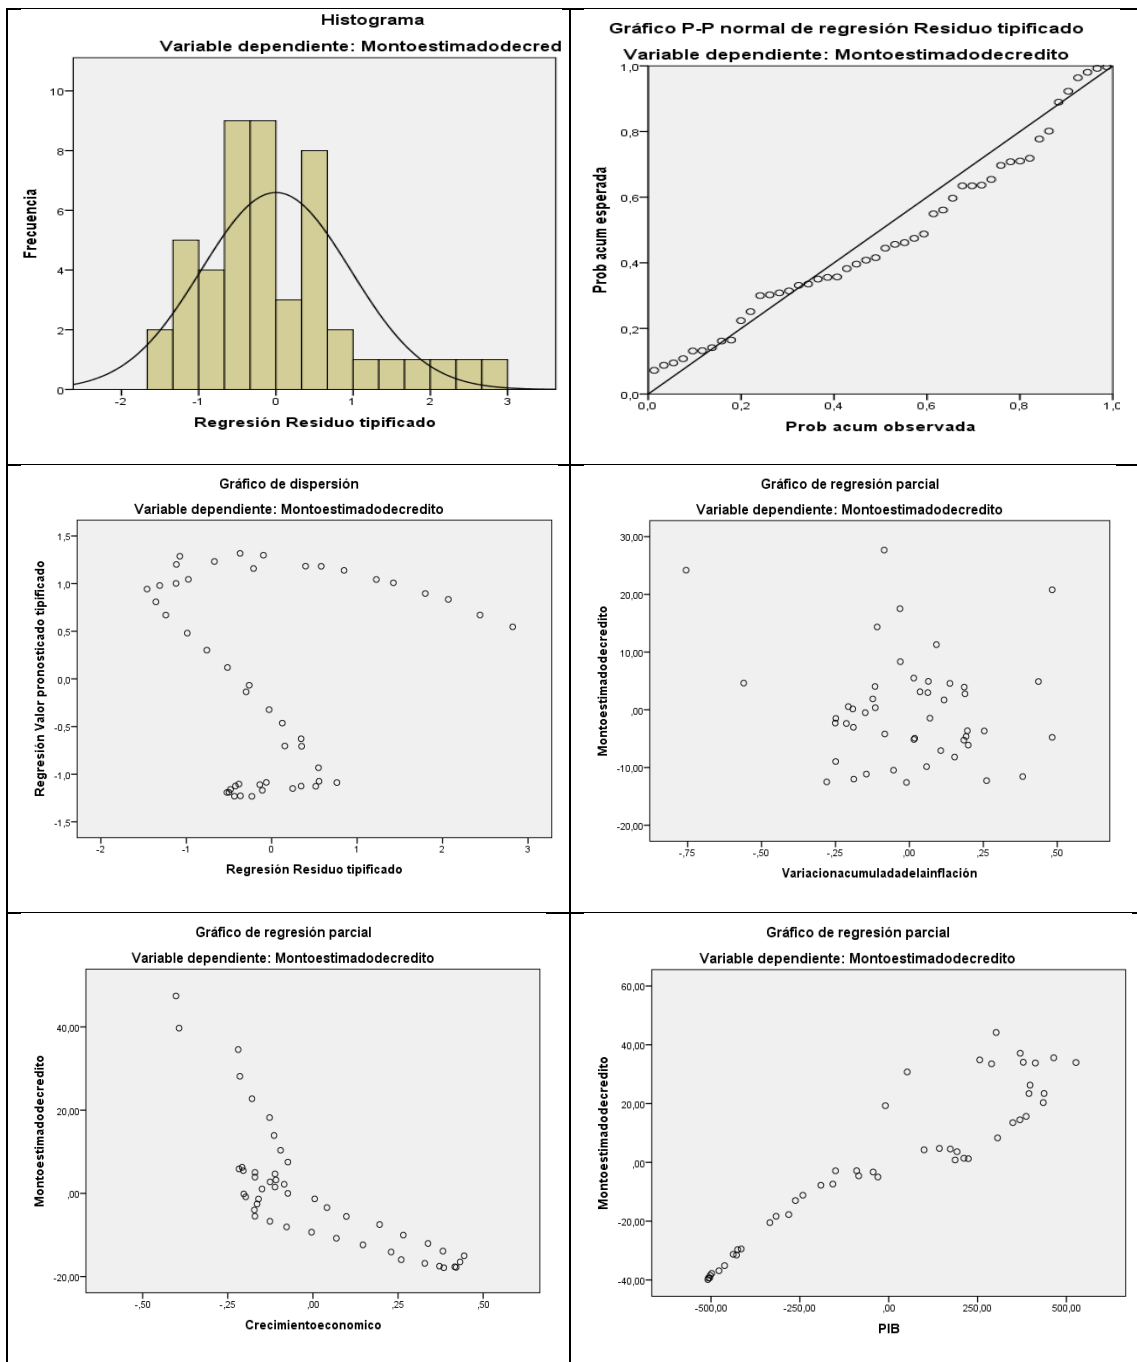 Histograma
Variable dependiente: Montoestimadodecred
10
8
6
4
2
0
Frecuencia
-2
-1
0
1
2
3
Regresión Residuo tipificado
Gráfico P-P normal de regresión Residuo tipificado
Variable dependiente: Montoestimadodecredito
1,0
0,8
0,6
0,4
0,2
0,0
Prob acum esperada
0,0
0,2
0,4
0,6
0,8
1,0
Prob acum observada
Gráfico de dispersión
Variable dependiente: Montoestimadodecredito
1,5
1,0
0,5
0,0
-0,5
-1,0
-1,5
Regresión Valor pronosticado tipificado
-2
-1
0
1
2
3
Regresión Residuo tipificado
Gráfico de regresión parcial
Variable dependiente: Montoestimadodecredito
30,00
20,00
10,00
,00
-10,00
-20,00
Montoestimadodecredito
-,75
-,50
-,25
,00
,25
,50
Variacionacumuladadelainflación
Gráfico de regresión parcial
Variable dependiente: Montoestimadodecredito
40,00
20,00
,00
-20,00
Montoestimadodecredito
-,50
-,25
,00
,25
,50
Crecimientoeconomico
Gráfico de regresión parcial
Variable dependiente: Montoestimadodecredito
60,00
40,00
20,00
,00
-20,00
-40,00
Montoestimadodecredito
-500,00
-250,00
,00
250,00
500,00
PIB